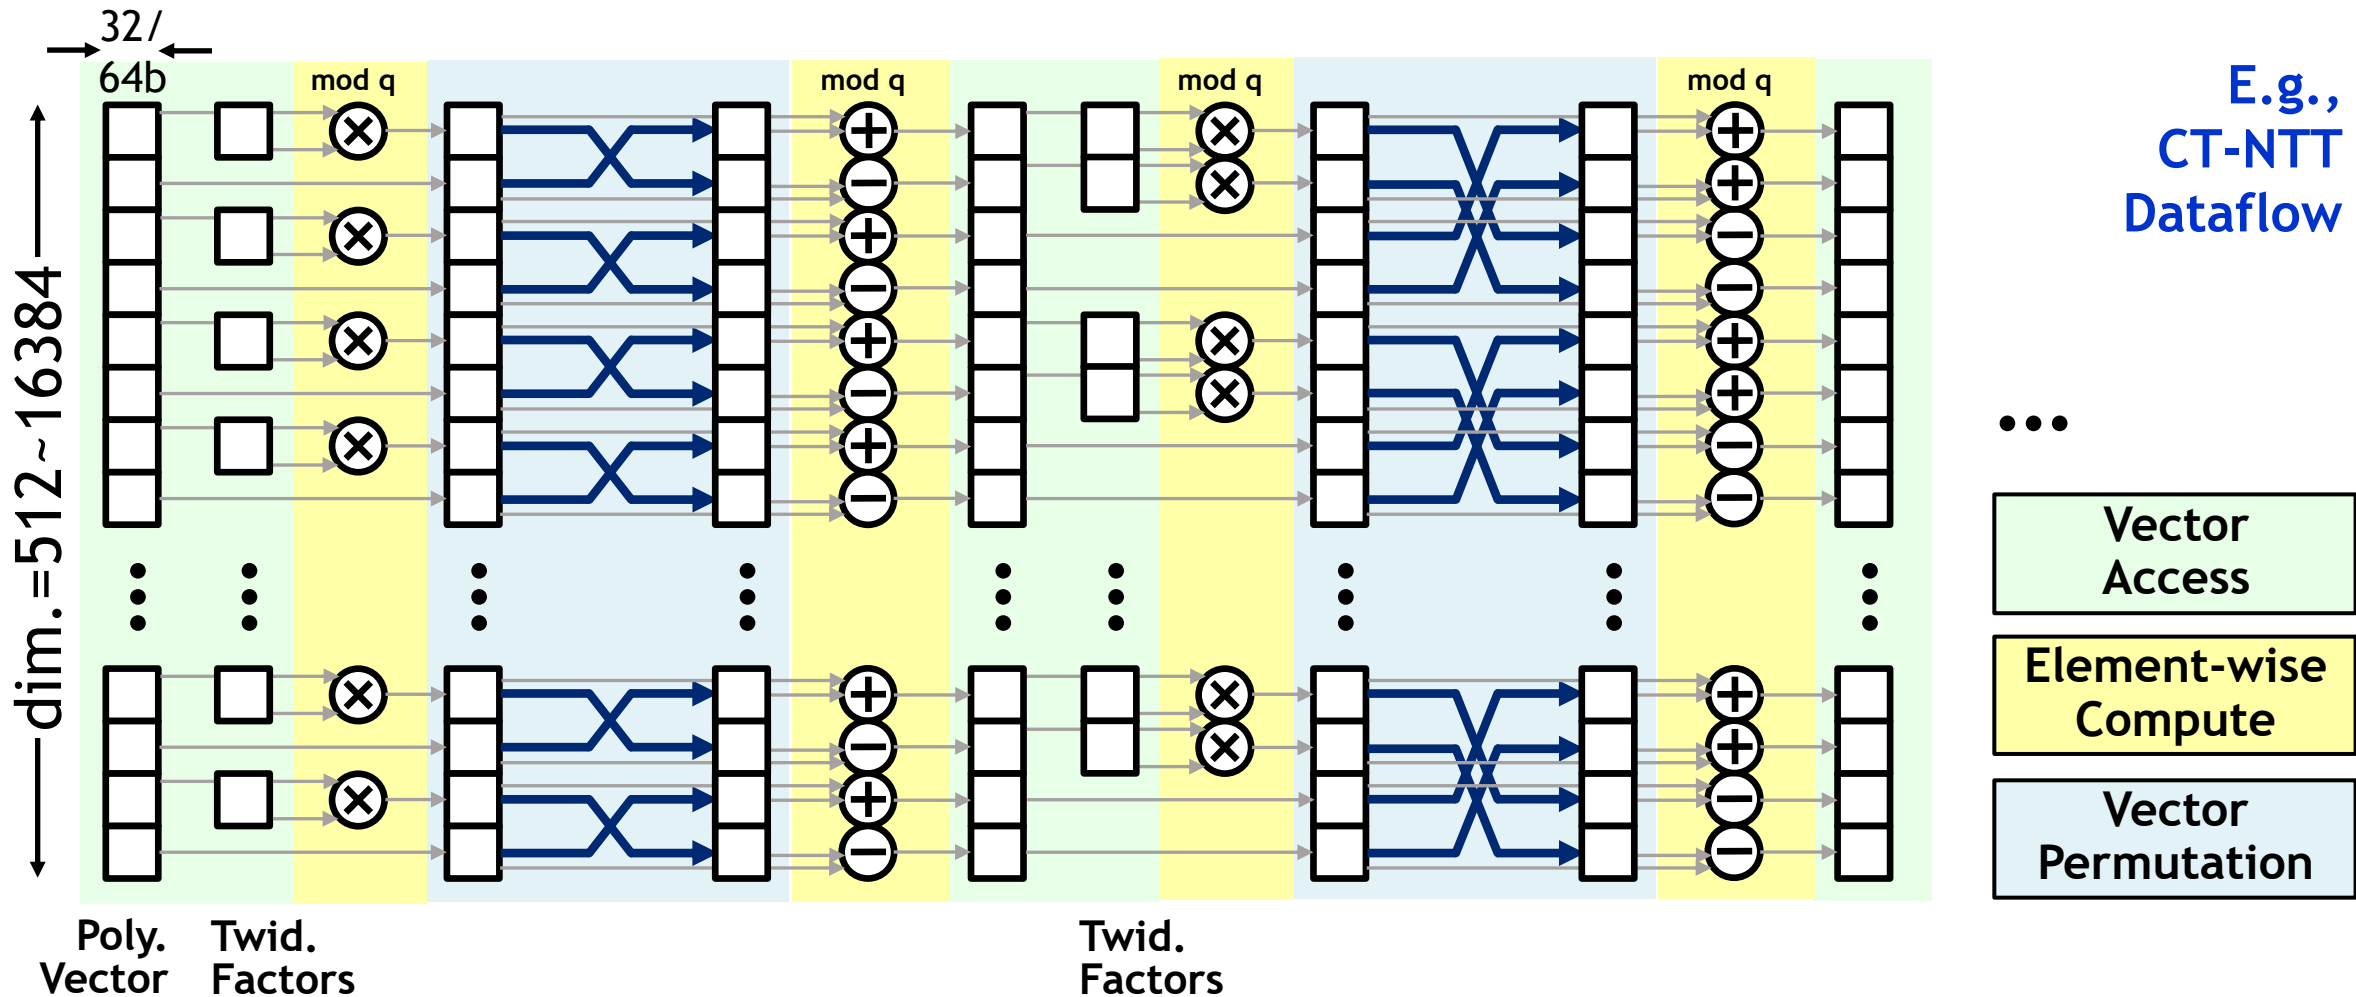 32/
64b
mod q
mod q
mod q
mod q
E.g.,
CT-NTT
Dataflow
dim.=512~16384
...
Vector
Access
Element-wise
Compute
Vector
Permutation
Poly.
Vector
Twid.
Factors
Twid.
Factors